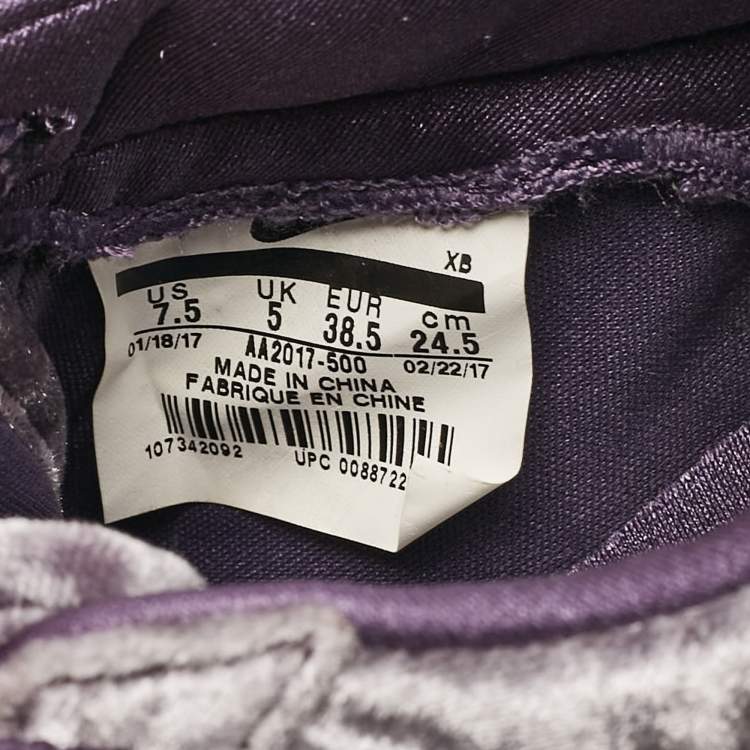 XB
US UK EUR cm
7.5 5 38.5 24.5
01/18/17 AA2017-500 02/22/17
MADE IN CHINA
FABRIQUE EN CHINE
107342092 UPC 0088722